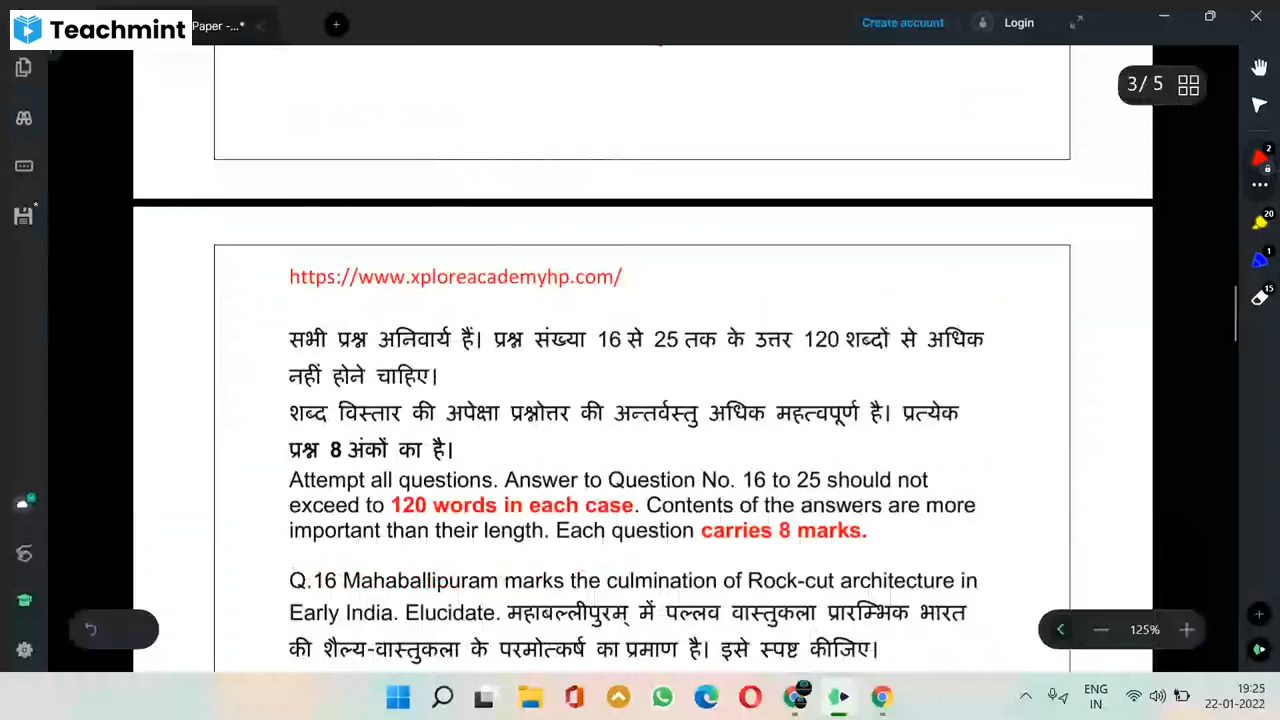 Teachmint
Paper -...*
Create account
Login
3/ 5
https://www.xploreacademyhp.com/
सभी प्रश्न अनिवार्य हैं। प्रश्न संख्या 16 से 25 तक के उत्तर 120 शब्दों से अधिक
नहीं होने चाहिए।
शब्द विस्तार की अपेक्षा प्रश्नोत्तर की अन्तर्वस्तु अधिक महत्वपूर्ण है। प्रत्येक
प्रश्न 8 अंकों का है।
Attempt all questions. Answer to Question No. 16 to 25 should not
exceed to 120 words in each case. Contents of the answers are more
important than their length. Each question carries 8 marks.
Q.16 Mahaballipuram marks the culmination of Rock-cut architecture in
Early India. Elucidate. महाबल्लीपुरम् में पल्लव वास्तुकला प्रारम्भिक भारत
की शैल्य-वास्तुकला के परमोत्कर्ष का प्रमाण है। इसे स्पष्ट कीजिए।
2
20
1
15
125%
ENG
IN
19:25
22-01-2022